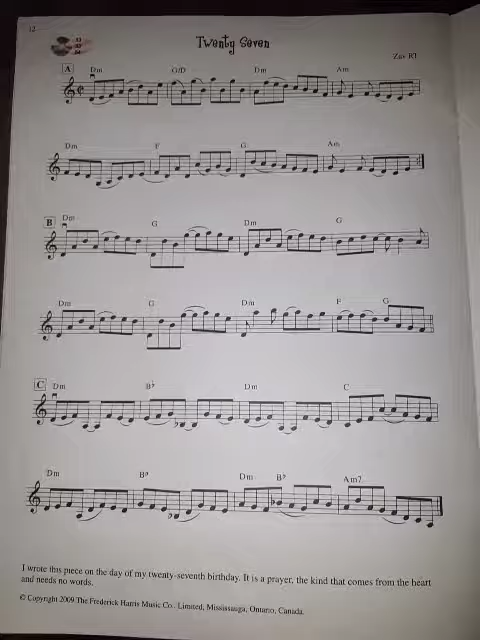 12
Twenty Seven
Zav RT
A
Dm G/D Dm Am
Dm F G Am
B
Dm G Dm G
Dm G Dm F G
C
Dm B♭ Dm C
Dm B♭ Dm B♭ Am7
I wrote this piece on the day of my twenty-seventh birthday. It is a prayer, the kind that comes from the heart
and needs no words.
© Copyright 2009 The Frederick Harris Music Co. Limited, Mississauga, Ontario, Canada.